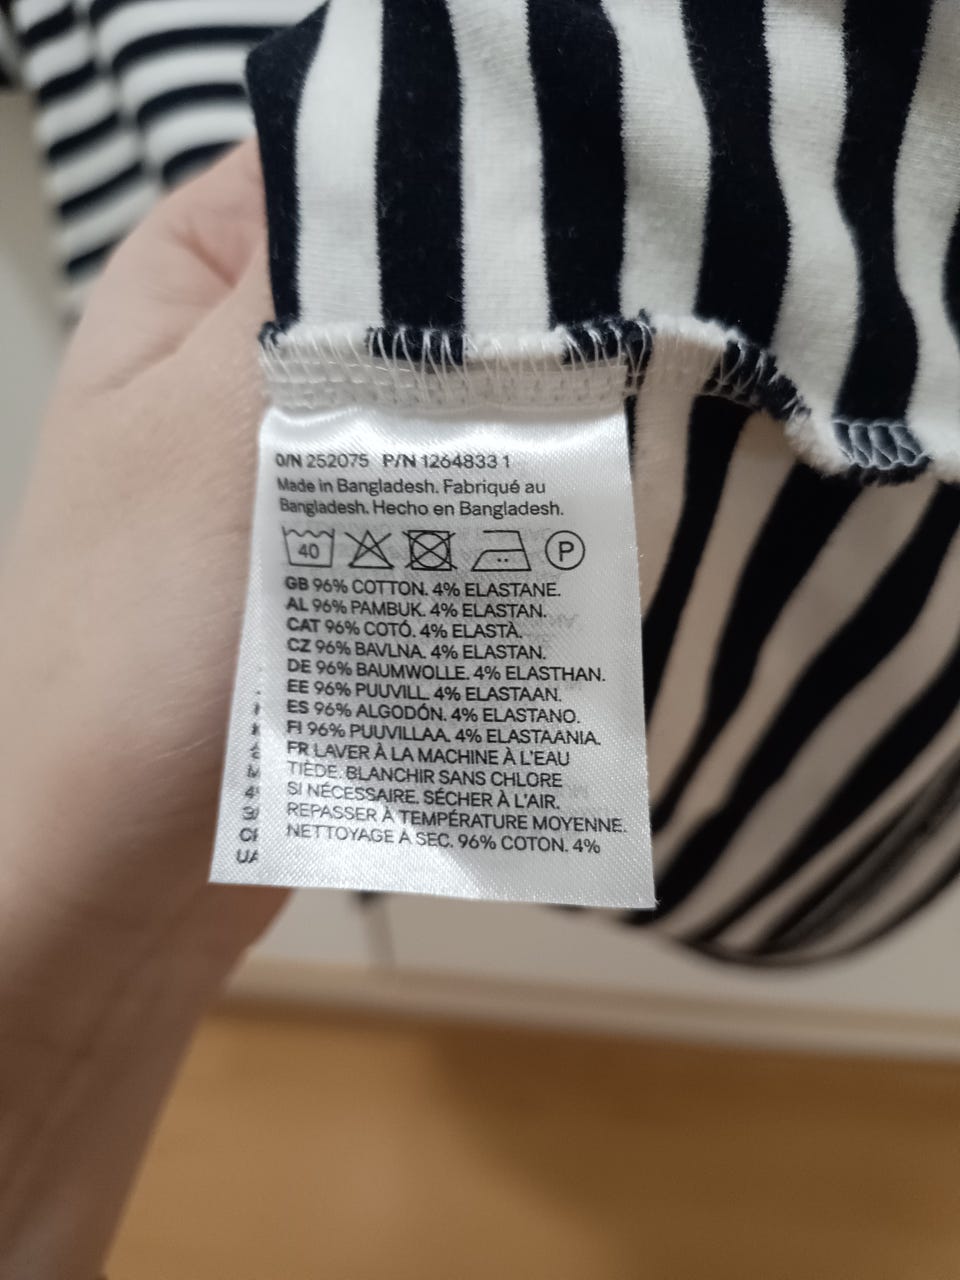 O/N 252075 P/N 1264833 1
Made in Bangladesh. Fabriqué au
Bangladesh. Hecho en Bangladesh.
40 P
GB 96% COTTON. 4% ELASTANE.
AL 96% PAMBUK. 4% ELASTAN.
CAT 96% COTÓ. 4% ELASTÀ.
CZ 96% BAVLNA. 4% ELASTAN.
DE 96% BAUMWOLLE. 4% ELASTHAN.
EE 96% PUUVILL. 4% ELASTAAN.
ES 96% ALGODÓN. 4% ELASTANO.
FI 96% PUUVILLAA. 4% ELASTAANIA.
FR LAVER À LA MACHINE À L'EAU
TIÈDE. BLANCHIR SANS CHLORE
SI NÉCESSAIRE. SÉCHER À L'AIR.
REPASSER À TEMPÉRATURE MOYENNE.
NETTOYAGE À SEC. 96% COTON. 4%
UA